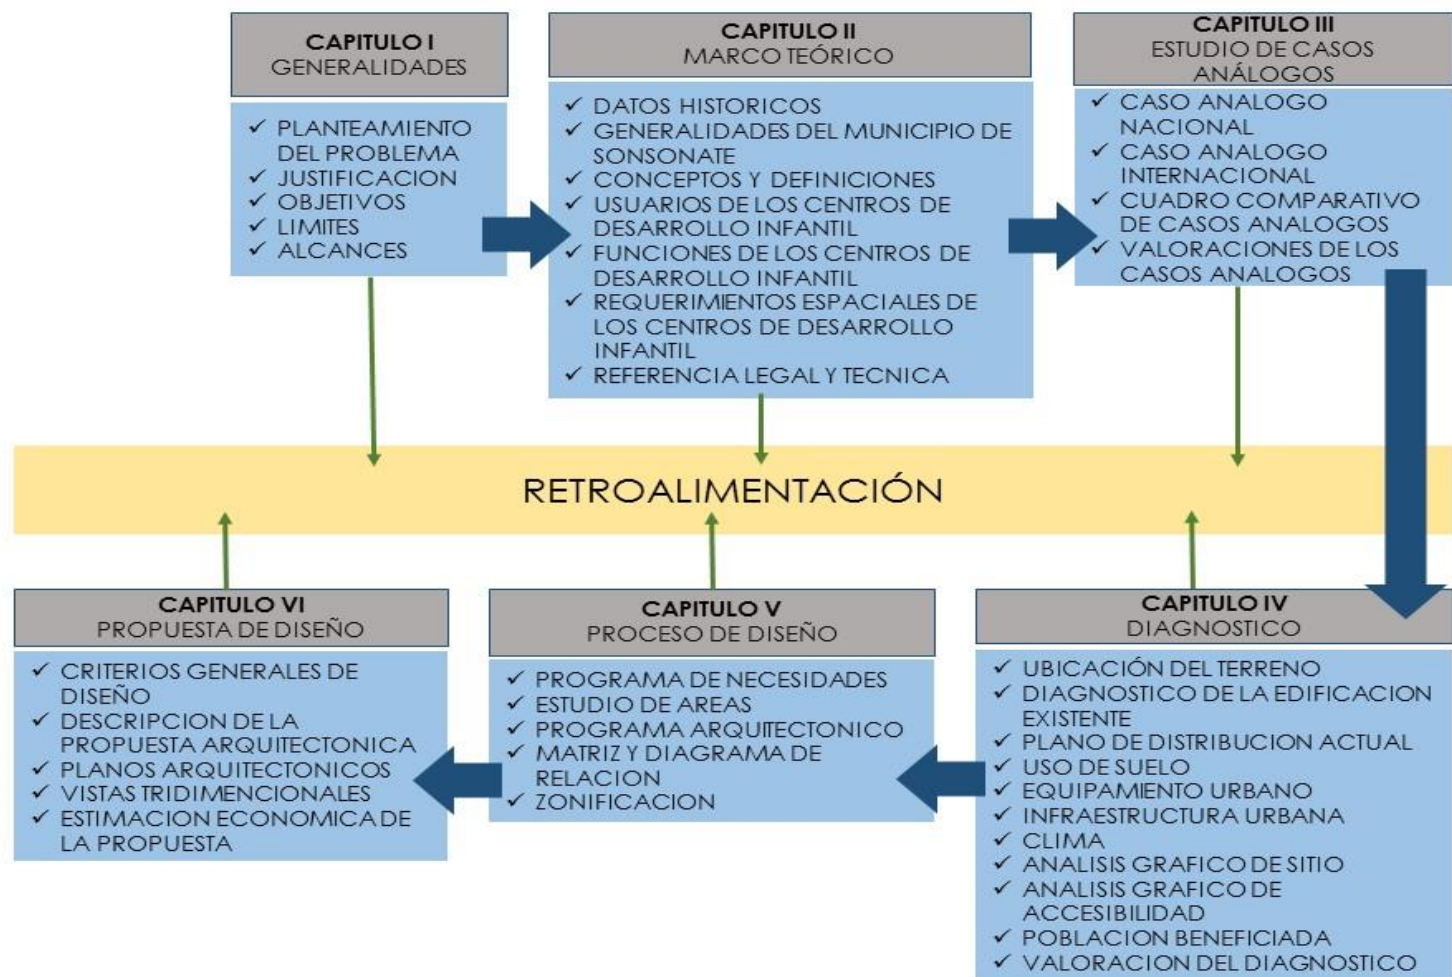 CAPITULO I
GENERALIDADES
✓ PLANTEAMIENTO
DEL PROBLEMA
✓ JUSTIFICACION
✓ OBJETIVOS
✓ LIMITES
✓ ALCANCES
CAPITULO II
MARCO TEÓRICO
✓ DATOS HISTORICOS
✓ GENERALIDADES DEL MUNICIPIO DE
SONSONATE
✓ CONCEPTOS Y DEFINICIONES
✓ USUARIOS DE LOS CENTROS DE
DESARROLLO INFANTIL
✓ FUNCIONES DE LOS CENTROS DE
DESARROLLO INFANTIL
✓ REQUERIMIENTOS ESPACIALES DE
LOS CENTROS DE DESARROLLO
INFANTIL
✓ REFERENCIA LEGAL Y TECNICA
CAPITULO III
ESTUDIO DE CASOS
ANÁLOGOS
✓ CASO ANALOGO
NACIONAL
✓ CASO ANALOGO
INTERNACIONAL
✓ CUADRO COMPARATIVO
DE CASOS ANALOGOS
✓ VALORACIONES DE LOS
CASOS ANALOGOS
RETROALIMENTACIÓN
CAPITULO VI
PROPUESTA DE DISEÑO
✓ CRITERIOS GENERALES DE
DISEÑO
✓ DESCRIPCION DE LA
PROPUESTA ARQUITECTONICA
✓ PLANOS ARQUITECTONICOS
✓ VISTAS TRIDIMENCIONALES
✓ ESTIMACION ECONOMICA DE
LA PROPUESTA
CAPITULO V
PROCESO DE DISEÑO
✓ PROGRAMA DE NECESIDADES
✓ ESTUDIO DE AREAS
✓ PROGRAMA ARQUITECTONICO
✓ MATRIZ Y DIAGRAMA DE
RELACION
✓ ZONIFICACION
CAPITULO IV
DIAGNOSTICO
✓ UBICACIÓN DEL TERRENO
✓ DIAGNOSTICO DE LA EDIFICACION
EXISTENTE
✓ PLANO DE DISTRIBUCION ACTUAL
✓ USO DE SUELO
✓ EQUIPAMIENTO URBANO
✓ INFRAESTRUCTURA URBANA
✓ CLIMA
✓ ANALISIS GRAFICO DE SITIO
✓ ANALISIS GRAFICO DE
ACCESIBILIDAD
✓ POBLACION BENEFICIADA
✓ VALORACION DEL DIAGNOSTICO